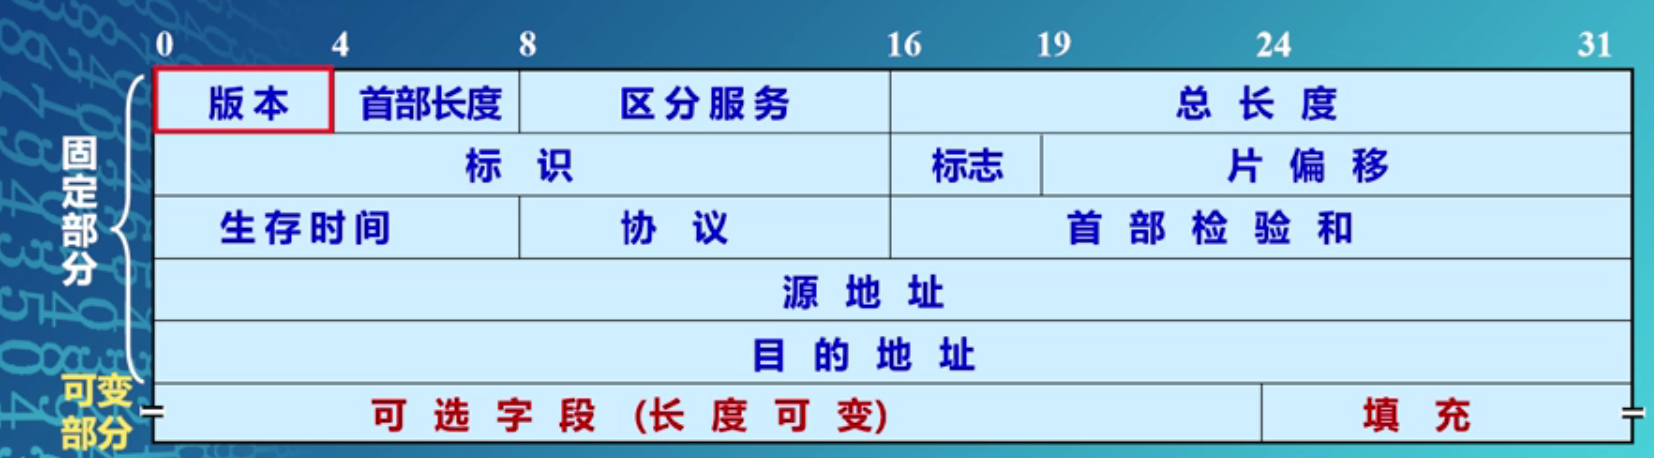 0 4 8 16 19 24 31
版本 首部长度 区分服务 总长度
标识 标志 片偏移
生存时间 协议 首部检验和
源地址
目的地址
可选字段(长度可变) 填充
固定部分
可变部分